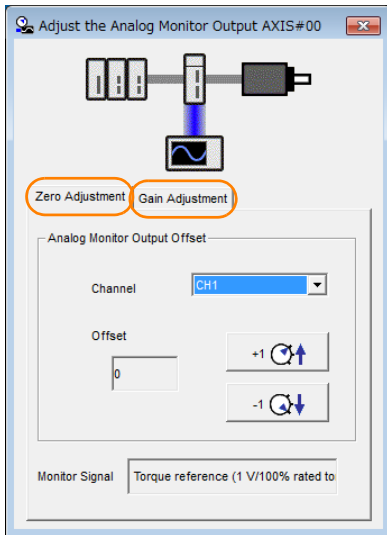 Adjust the Analog Monitor Output AXIS#00
Zero Adjustment Gain Adjustment
Analog Monitor Output Offset
Channel CH1
Offset
0
+1
-1
Monitor Signal Torque reference (1 V/100% rated to